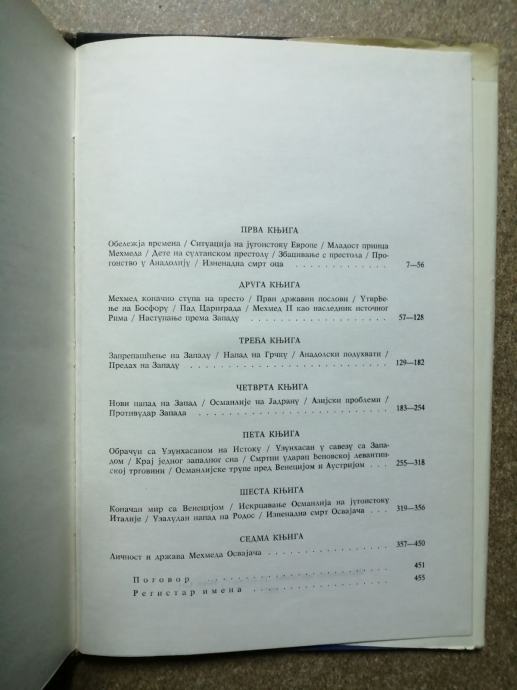 ПРВА КЊИГА
Обележја времена / Ситуација на југоистоку Европе / Младост принца
Мехмеда / Дете на султанском престолу / Збацивање с престола / Про-
гонство у Анадолију / Изненадна смрт оца . . . . . . . . . . . . . 7—56
ДРУГА КЊИГА
Мехмед коначно ступа на престо / Први државни послови / Утврђе-
ње на Босфору / Пад Цариграда / Мехмед II као наследник источног
Рима / Наступање према Западу . . . . . . . . . . . . . . . . . . . 57—128
ТРЕЋА КЊИГА
Запрепашћење на Западу / Напад на Грчку / Анадолски подухвати /
Предах на Западу . . . . . . . . . . . . . . . . . . . . . . . . . . . 129—182
ЧЕТВРТА КЊИГА
Нови напад на Запад / Османлије на Јадрану / Азијски проблеми /
Противудар Запада . . . . . . . . . . . . . . . . . . . . . . . . . . 183—254
ПЕТА КЊИГА
Обрачун са Узунхасаном на Истоку / Узунхасан у савезу са Запа-
дом / Крај једног западног сна / Смртни ударац ђеновској левантин-
ској трговини / Османлијске трупе пред Венецијом и Аустријом . . . 255—318
ШЕСТА КЊИГА
Коначан мир са Венецијом / Искрцавање Османлија на југоистоку
Италије / Узалудан напад на Родос / Изненадна смрт Освајача . . . 319—356
СЕДМА КЊИГА
Личност и држава Мехмеда Освајача . . . . . . . . . . . . . . . . 357—450
Поговор . . . . . . . . . . . . . . . . . . . . . . . . . 451
Регистар имена . . . . . . . . . . . . . . . . . . . 455